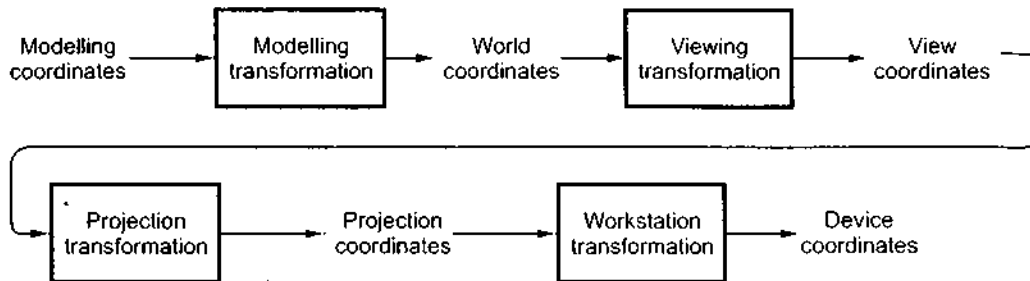 Modelling
coordinates
Modelling
transformation
World
coordinates
Viewing
transformation
View
coordinates
Projection
transformation
Projection
coordinates
Workstation
transformation
Device
coordinates